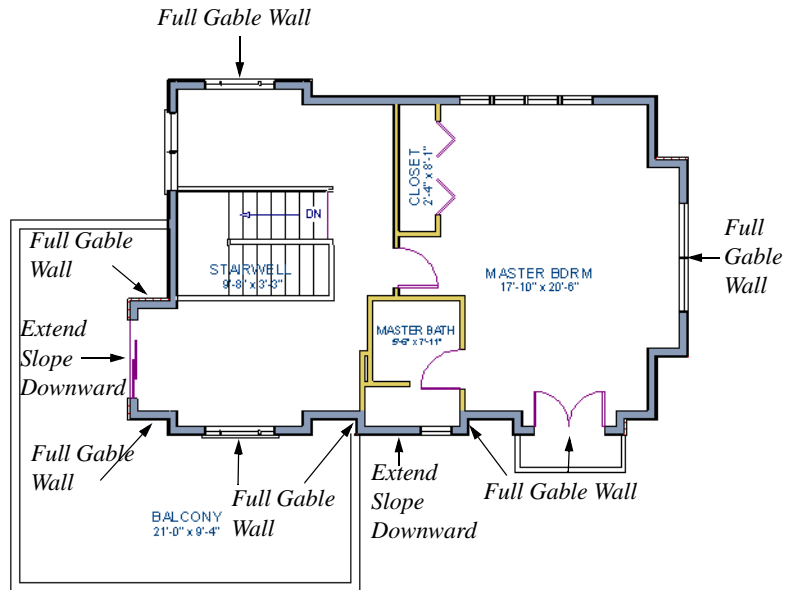 Full Gable Wall
CLOSET
2'-4" x 8'-1"
DN
Full Gable
Wall
STAIRWELL
9'-8" x 3'-3"
MASTER BDRM
17'-10" x 20'-6"
Full
Gable
Wall
Extend
Slope
Downward
MASTER BATH
5'-6" x 7'-11"
Full Gable
Wall
Full Gable
Wall
Extend
Slope
Downward
Full Gable Wall
BALCONY
21'-0" x 9'-4"